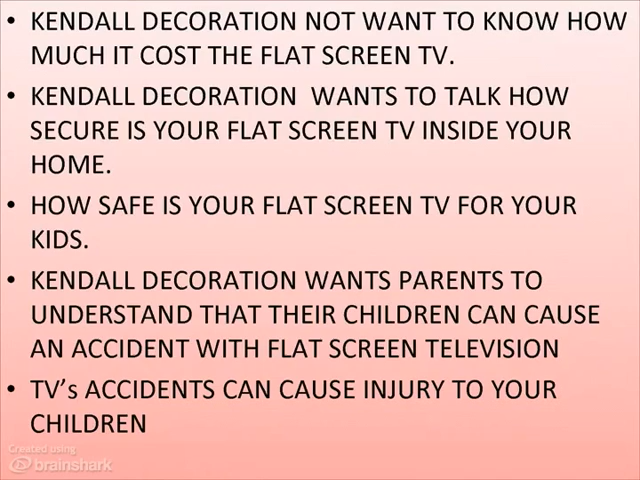 • KENDALL DECORATION NOT WANT TO KNOW HOW
MUCH IT COST THE FLAT SCREEN TV.
• KENDALL DECORATION  WANTS TO TALK HOW
SECURE IS YOUR FLAT SCREEN TV INSIDE YOUR
HOME.
• HOW SAFE IS YOUR FLAT SCREEN TV FOR YOUR
KIDS.
• KENDALL DECORATION WANTS PARENTS TO
UNDERSTAND THAT THEIR CHILDREN CAN CAUSE
AN ACCIDENT WITH FLAT SCREEN TELEVISION
• TV’s ACCIDENTS CAN CAUSE INJURY TO YOUR
CHILDREN
Created using
brainshark